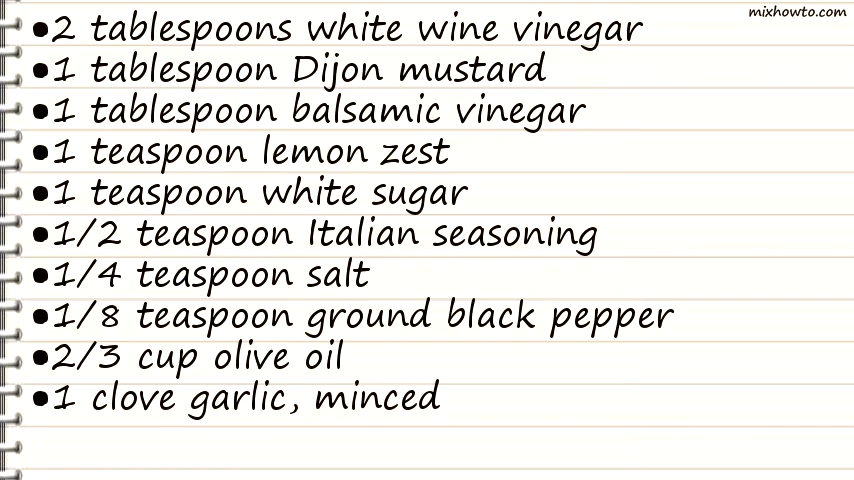 mixhowto.com
•2 tablespoons white wine vinegar
•1 tablespoon Dijon mustard
•1 tablespoon balsamic vinegar
•1 teaspoon lemon zest
•1 teaspoon white sugar
•1/2 teaspoon Italian seasoning
•1/4 teaspoon salt
•1/8 teaspoon ground black pepper
•2/3 cup olive oil
•1 clove garlic, minced